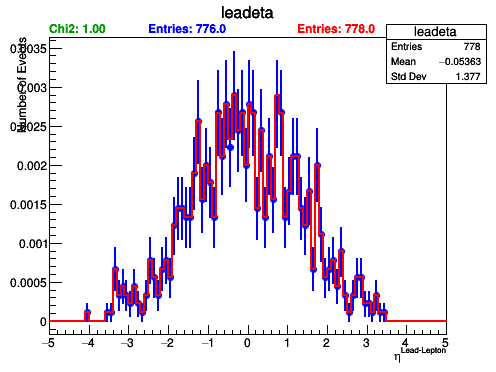 leadeta
Chi2: 1.00 Entries: 776.0 Entries: 778.0
leadeta
Entries 778
Mean −0.05363
Std Dev 1.377
Number of Events
0.0035
0.003
0.0025
0.002
0.0015
0.001
0.0005
0
−5 −4 −3 −2 −1 0 1 2 3 4 5
η Lead-Lepton